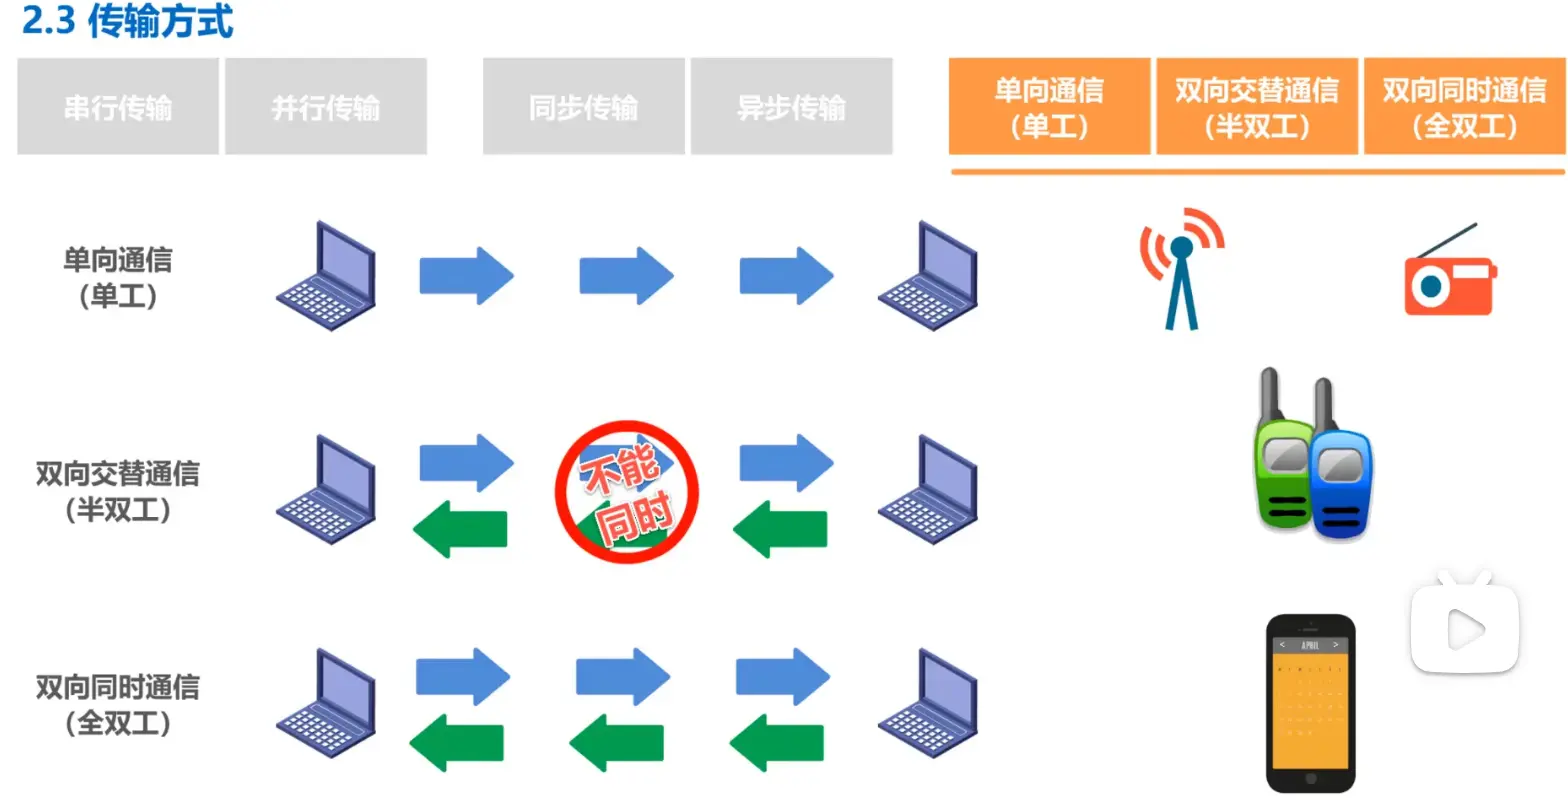 2.3 传输方式
串行传输
并行传输
同步传输
异步传输
单向通信
（单工）
双向交替通信
（半双工）
双向同时通信
（全双工）
单向通信
（单工）
双向交替通信
（半双工）
不能
同时
双向同时通信
（全双工）
< APRIL >